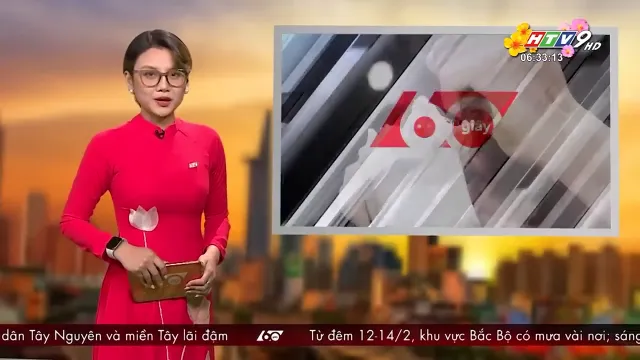 HTV9 HD
06:33:13
60 giây
dân Tây Nguyên và miền Tây lãi đậm 60 Từ đêm 12-14/2, khu vực Bắc Bộ có mưa vài nơi; sáng